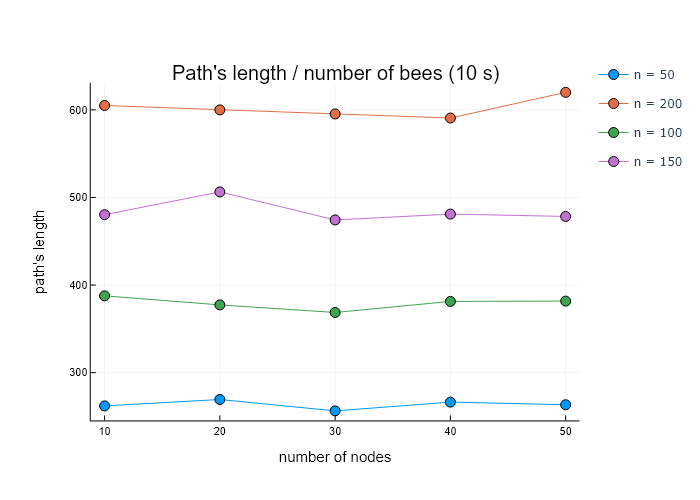 Path's length / number of bees (10 s)
n = 50
n = 200
n = 100
n = 150
600
500
400
300
path's length
10 20 30 40 50
number of nodes